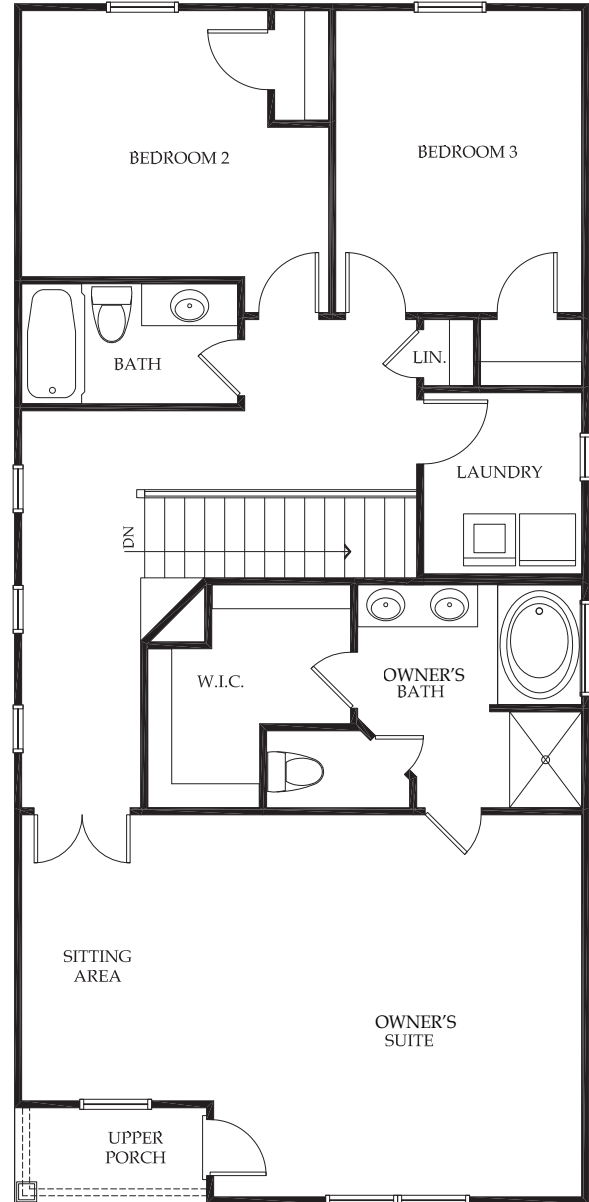 BEDROOM 2
BEDROOM 3
BATH
LIN.
LAUNDRY
DN
W.I.C.
OWNER'S
BATH
SITTING
AREA
OWNER'S
SUITE
UPPER
PORCH